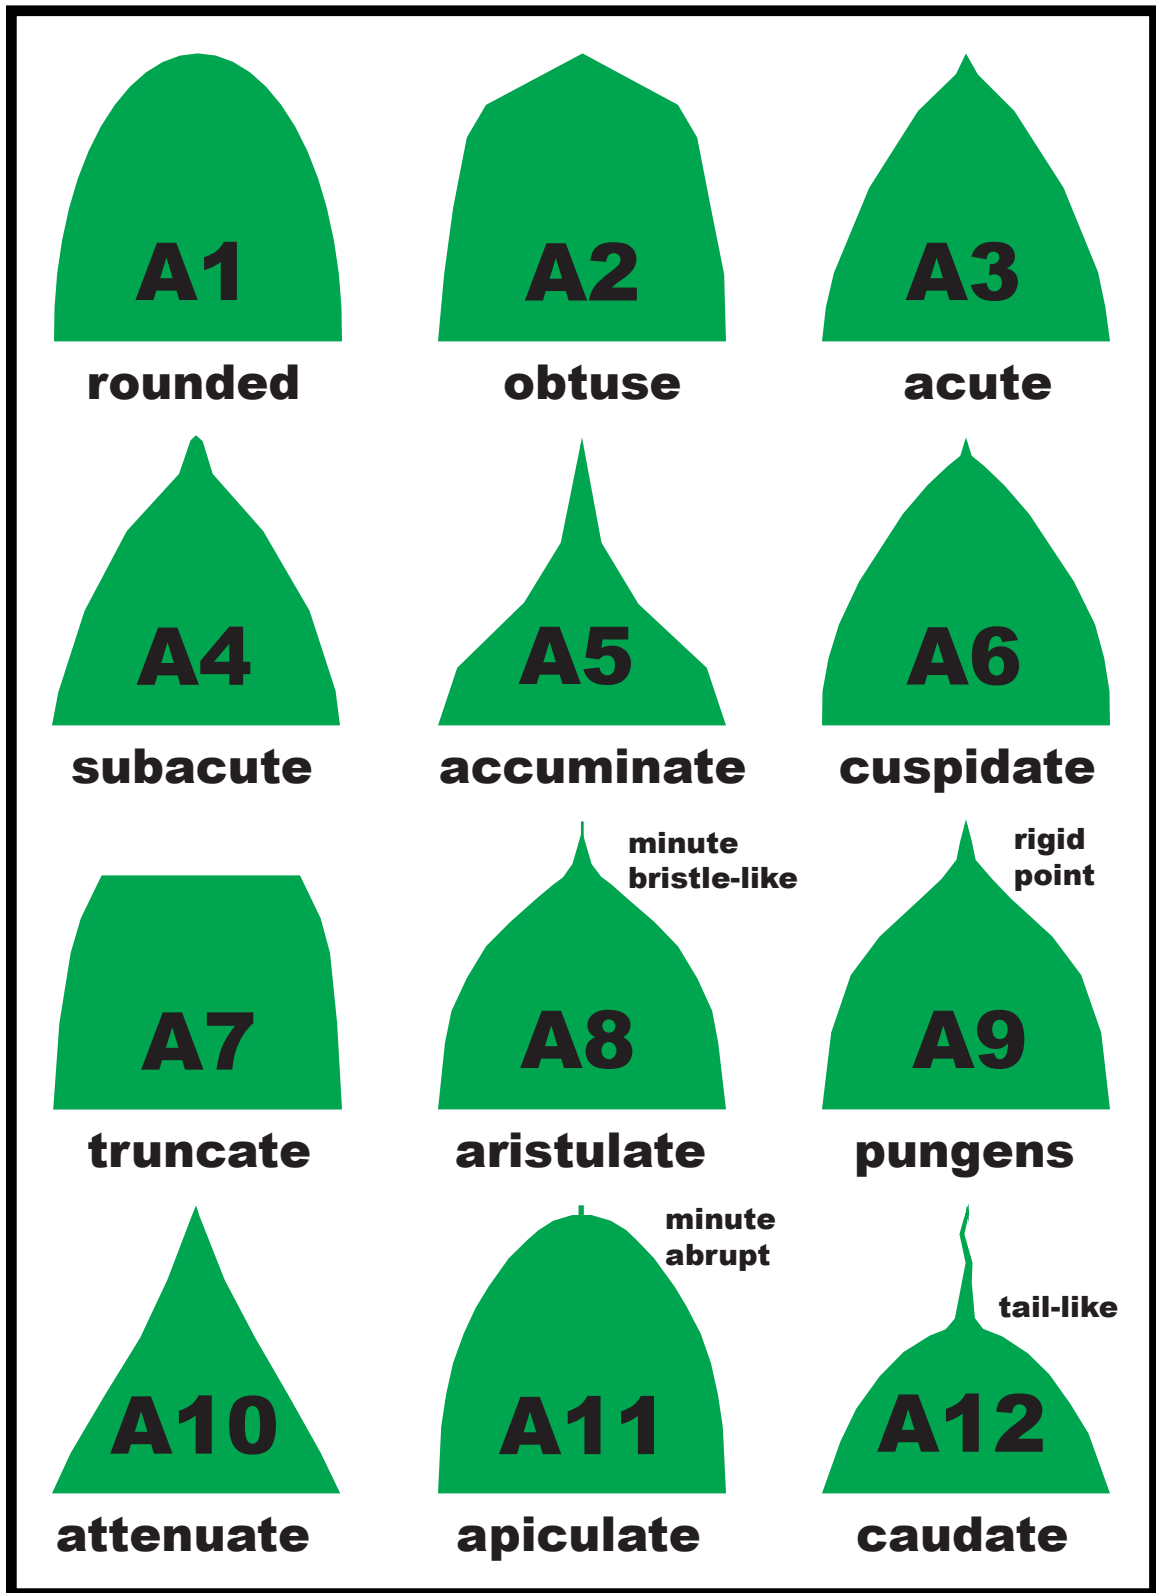 A1
A2
A3
rounded
obtuse
acute
A4
A5
A6
subacute
accuminate
cuspidate
minute
bristle-like
rigid
point
A7
A8
A9
truncate
aristulate
pungens
minute
abrupt
tail-like
A10
A11
A12
attenuate
apiculate
caudate